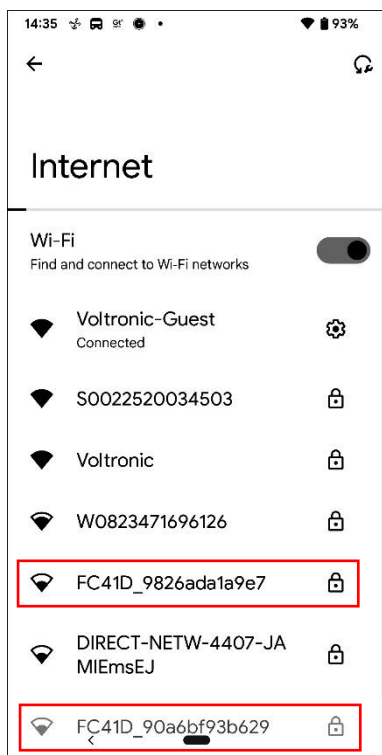 14:35 93%
Internet
Wi-Fi
Find and connect to Wi-Fi networks
Voltronic-Guest
Connected
S0022520034503
Voltronic
W0823471696126
FC41D_9826ada1a9e7
DIRECT-NETW-4407-JA
MIEmsEJ
FC41D_90a6bf93b629